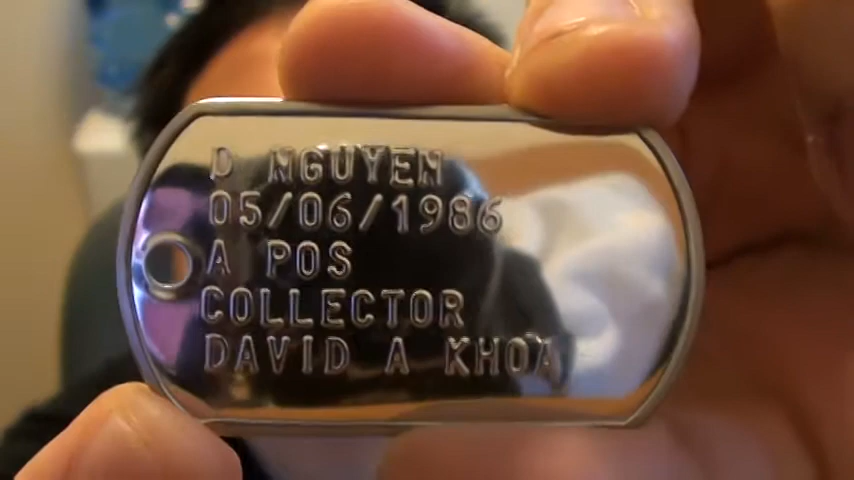 D NGUYEN
05/06/1986
A POS
COLLECTOR
DAVID A KHOA